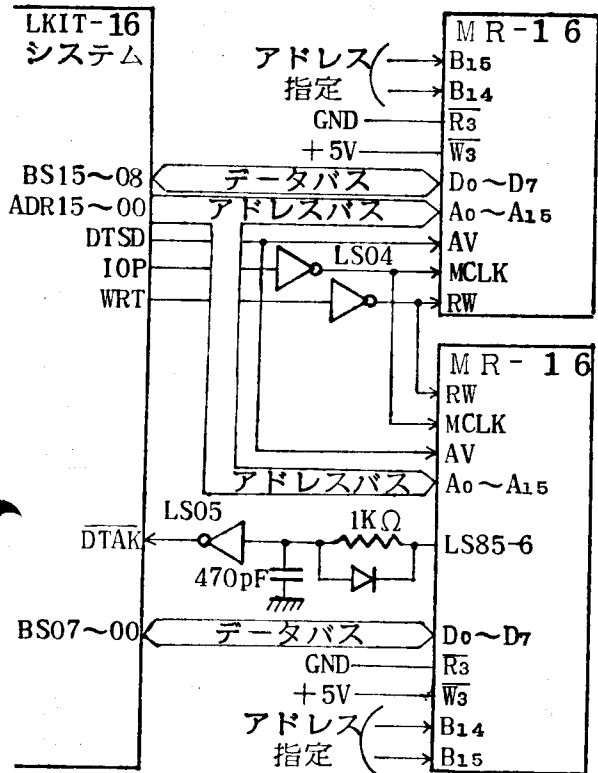 LKIT-16
システム
BS15~08
ADR15~00
DTSD
IOP
WRT
DTAK
BS07~00
アドレス
指定
GND
+5V
データバス
アドレスバス
LS04
MR-16
B15
B14
R3
W3
D0~D7
A0~A15
AV
MCLK
RW
MR-16
RW
MCLK
AV
アドレスバス
A0~A15
LS05
1KΩ
470pF
LS85-6
データバス
D0~D7
GND
R3
+5V
W3
アドレス
指定
B14
B15